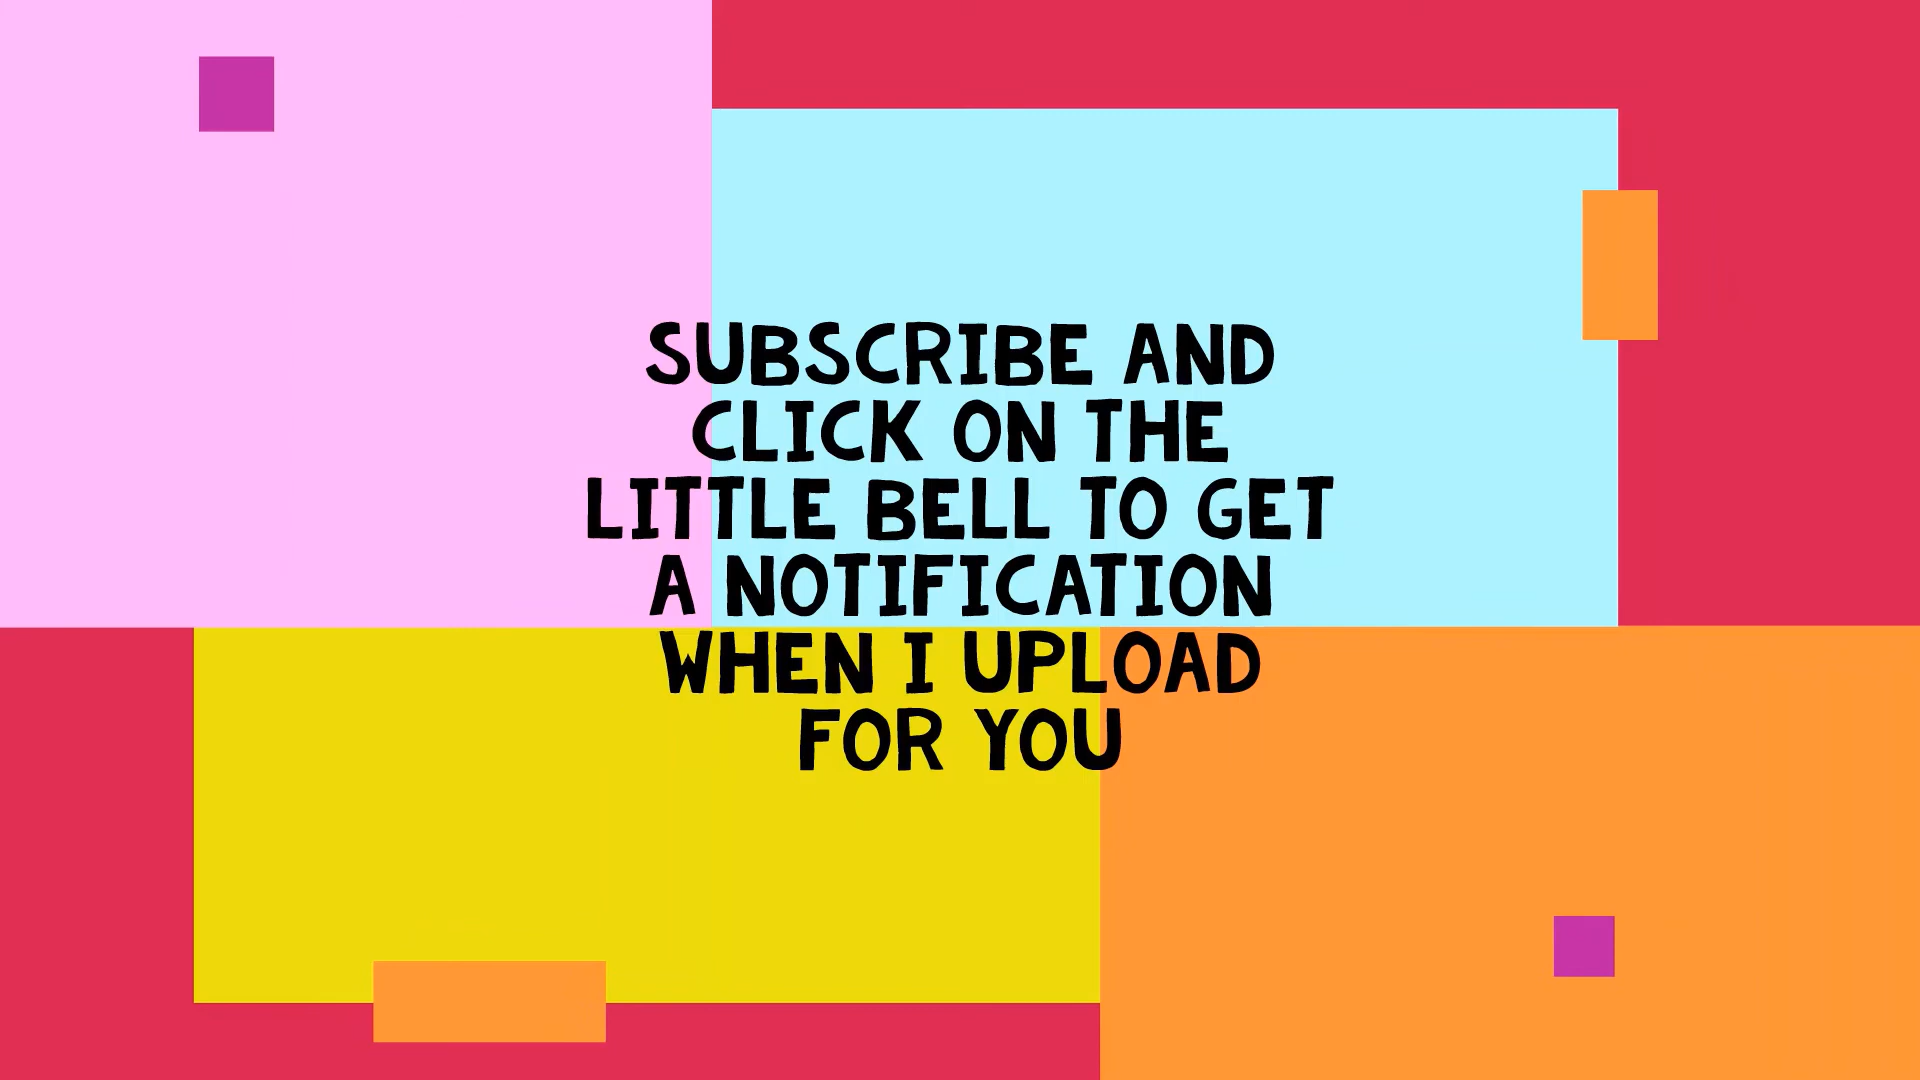 SUBSCRIBE AND
CLICK ON THE
LITTLE BELL TO GET
A NOTIFICATION
WHEN I UPLOAD
FOR YOU